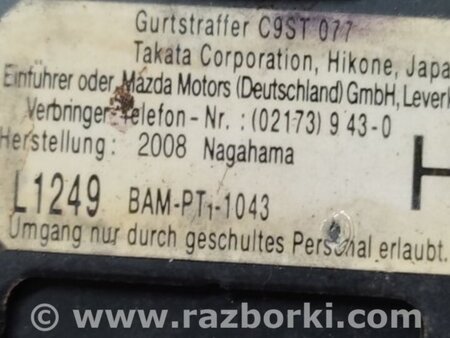 Gurtstraffer C9ST 077
Takata Corporation, Hikone, Japa
Einführer oder Mazda Motors (Deutschland) GmbH, Leverk
Verbringer Telefon-Nr. : (02173) 9 43-0
Herstellung : 2008 Nagahama
H
L1249 BAM-PT1-1043
Umgang nur durch geschultes Personal erlaubt.
© www.razborki.com